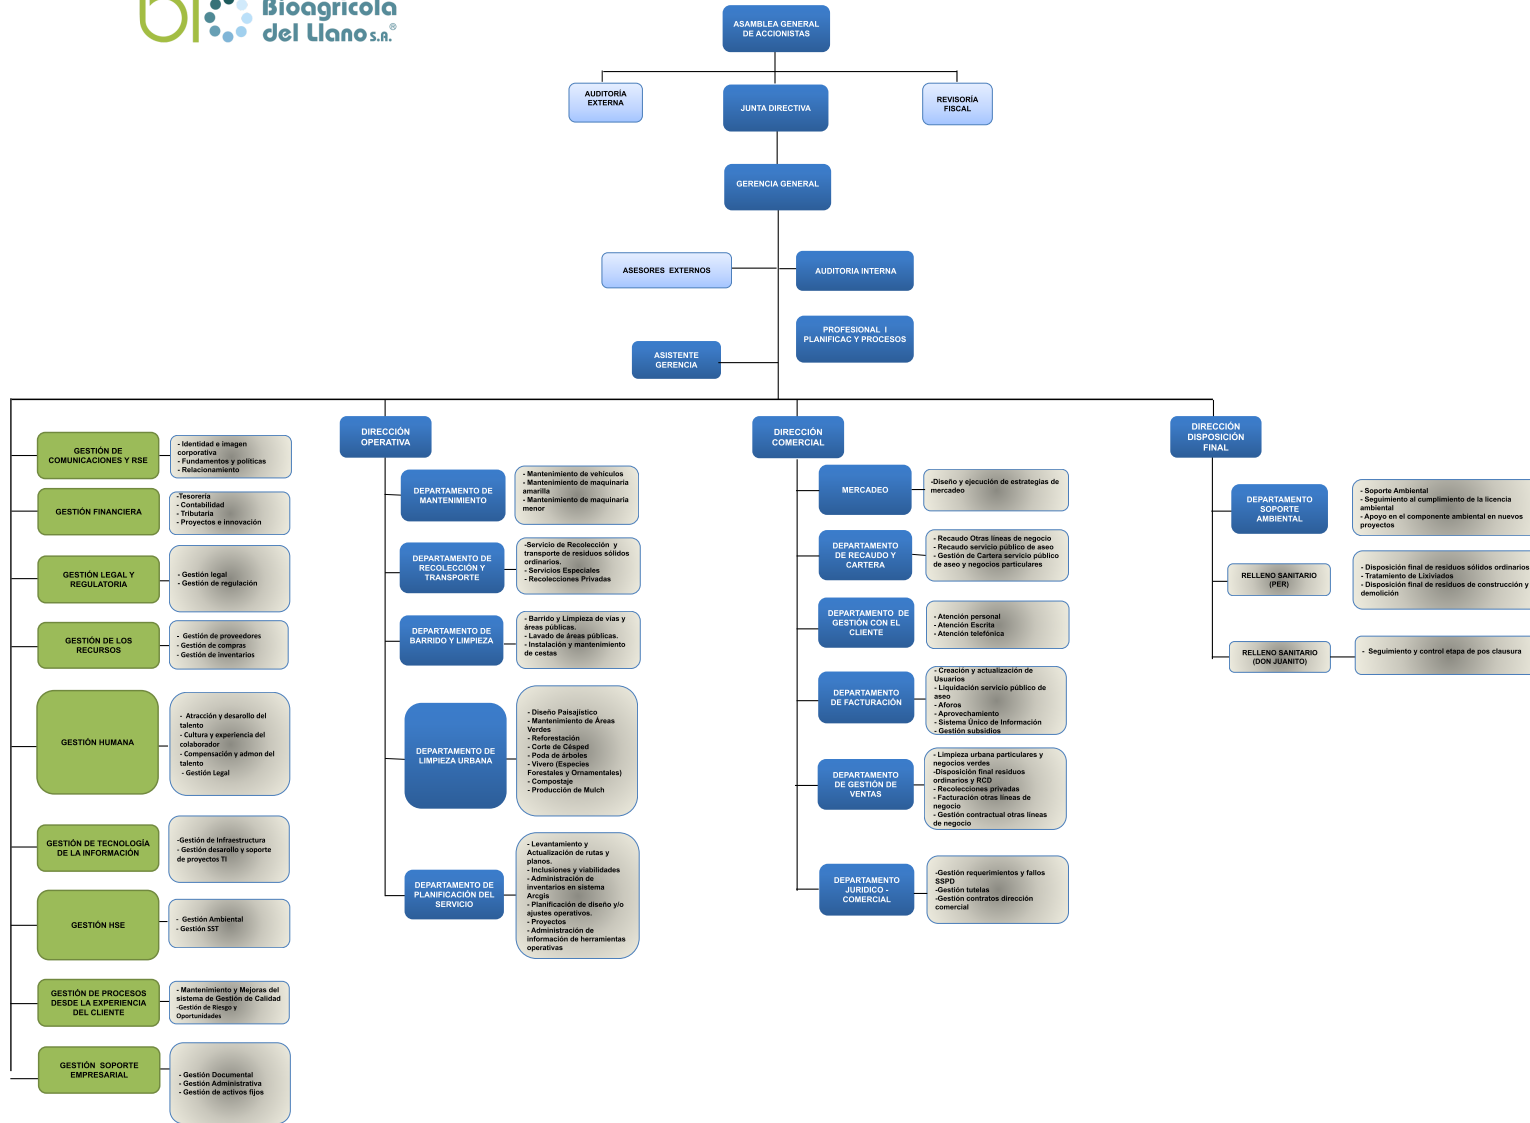 bio
Bioagricola
del Llano S.A.®
ASAMBLEA GENERAL
DE ACCIONISTAS
AUDITORÍA
EXTERNA
JUNTA DIRECTIVA
REVISORÍA
FISCAL
GERENCIA GENERAL
ASESORES EXTERNOS
AUDITORIA INTERNA
PROFESIONAL I
PLANIFICAC Y PROCESOS
ASISTENTE
GERENCIA
GESTIÓN DE
COMUNICACIONES Y RSE
- Identidad e imagen
corporativa
- Fundamentos y políticas
- Relacionamiento
GESTIÓN FINANCIERA
-Tesorería
- Contabilidad
- Tributaria
- Proyectos e innovación
GESTIÓN LEGAL Y
REGULATORIA
- Gestión legal
- Gestión de regulación
GESTIÓN DE LOS
RECURSOS
- Gestión de proveedores
- Gestión de compras
- Gestión de inventarios
GESTIÓN HUMANA
- Atracción y desarollo del
talento
- Cultura y experiencia del
colaborador
- Compensación y admon del
talento
- Gestión Legal
GESTIÓN DE TECNOLOGÍA
DE LA INFORMACIÓN
-Gestión de Infraestructura
- Gestión desarollo y soporte
de proyectos TI
GESTIÓN HSE
- Gestión Ambiental
- Gestión SST
GESTIÓN DE PROCESOS
DESDE LA EXPERIENCIA
DEL CLIENTE
- Mantenimiento y Mejoras del
sistema de Gestión de Calidad
-Gestión de Riesgo y
Oportunidades
GESTIÓN SOPORTE
EMPRESARIAL
- Gestión Documental
- Gestión Administrativa
- Gestión de activos fijos
DIRECCIÓN
OPERATIVA
DEPARTAMENTO DE
MANTENIMIENTO
- Mantenimiento de vehículos
- Mantenimiento de maquinaria
amarilla
- Mantenimiento de maquinaria
menor
DEPARTAMENTO DE
RECOLECCIÓN Y
TRANSPORTE
-Servicio de Recolección y
transporte de residuos sólidos
ordinarios.
- Servicios Especiales
- Recolecciones Privadas
DEPARTAMENTO DE
BARRIDO Y LIMPIEZA
- Barrido y Limpieza de vías y
áreas públicas.
- Lavado de áreas públicas.
- Instalación y mantenimiento
de cestas
DEPARTAMENTO DE
LIMPIEZA URBANA
- Diseño Paisajístico
- Mantenimiento de Áreas
Verdes
- Reforestación
- Corte de Césped
- Poda de árboles
- Vivero (Especies
Forestales y Ornamentales)
- Compostaje
- Producción de Mulch
DEPARTAMENTO DE
PLANIFICACIÓN DEL
SERVICIO
- Levantamiento y
Actualización de rutas y
planos.
- Inclusiones y viabilidades
- Administración de
inventarios en sistema
Arcgis
- Planificación de diseño y/o
ajustes operativos.
- Proyectos
- Administración de
información de herramientas
operativas
DIRECCIÓN
COMERCIAL
MERCADEO
-Diseño y ejecución de estrategias de
mercadeo
DEPARTAMENTO
DE RECAUDO Y
CARTERA
- Recaudo Otras líneas de negocio
- Recaudo servicio público de aseo
- Gestión de Cartera servicio público
de aseo y negocios particulares
DEPARTAMENTO DE
GESTIÓN CON EL
CLIENTE
- Atención personal
- Atención Escrita
- Atención telefónica
DEPARTAMENTO
DE FACTURACIÓN
- Creación y actualización de
Usuarios
- Liquidación servicio público de
aseo
- Aforos
- Aprovechamiento
- Sistema Único de Información
- Gestión subsidios
DEPARTAMENTO
DE GESTIÓN DE
VENTAS
- Limpieza urbana particulares y
negocios verdes
-Disposición final residuos
ordinarios y RCD
- Recolecciones privadas
- Facturación otras líneas de
negocio
- Gestión contractual otras líneas
de negocio
DEPARTAMENTO
JURIDICO -
COMERCIAL
-Gestión requerimientos y fallos
SSPD
-Gestión tutelas
-Gestión contratos dirección
comercial
DIRECCIÓN
DISPOSICIÓN
FINAL
DEPARTAMENTO
SOPORTE
AMBIENTAL
- Soporte Ambiental
- Seguimiento al cumplimiento de la licencia
ambiental
- Apoyo en el componente ambiental en nuevos
proyectos
RELLENO SANITARIO
(PER)
- Disposición final de residuos sólidos ordinarios
- Tratamiento de Lixiviados
- Disposición final de residuos de construcción y
demolición
RELLENO SANITARIO
(DON JUANITO)
- Seguimiento y control etapa de pos clausura